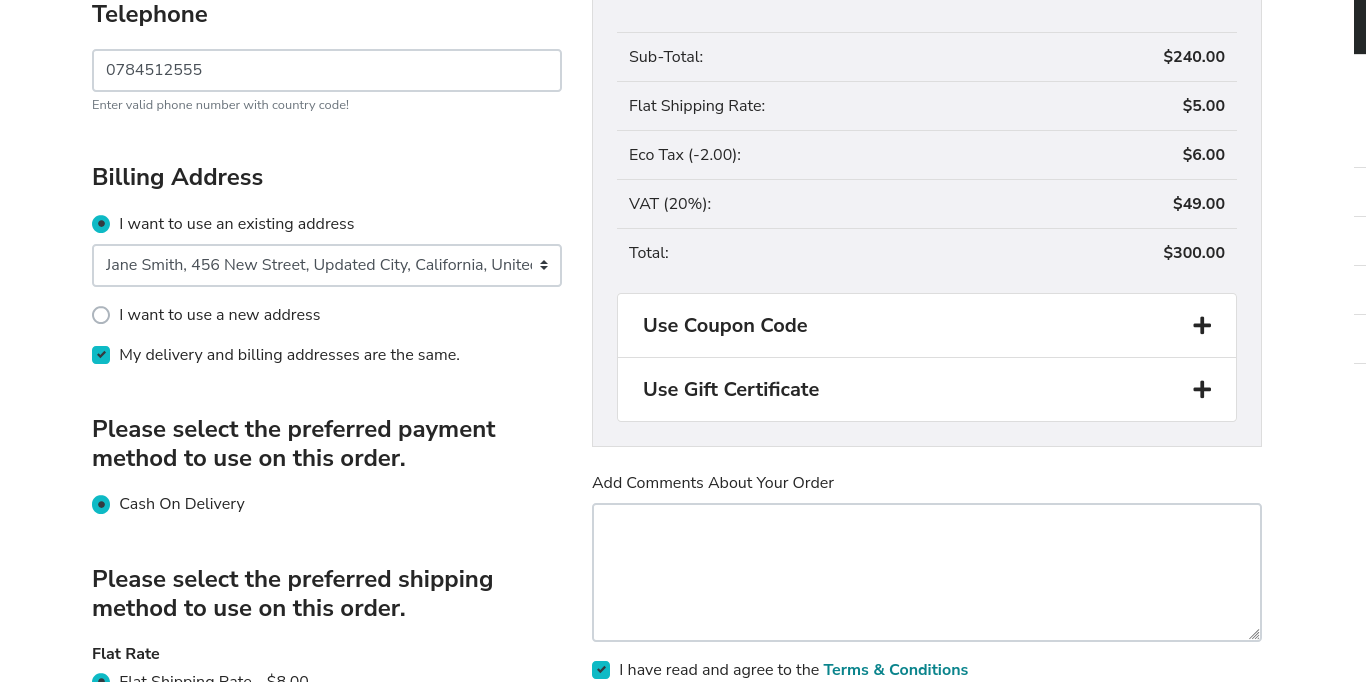 Telephone
0784512555
Enter valid phone number with country code!
Billing Address
I want to use an existing address
Jane Smith, 456 New Street, Updated City, California, Unite
I want to use a new address
My delivery and billing addresses are the same.
Please select the preferred payment
method to use on this order.
Cash On Delivery
Please select the preferred shipping
method to use on this order.
Flat Rate
Flat Shipping Rate - $8.00
Sub-Total: $240.00
Flat Shipping Rate: $5.00
Eco Tax (-2.00): $6.00
VAT (20%): $49.00
Total: $300.00
Use Coupon Code
Use Gift Certificate
Add Comments About Your Order
I have read and agree to the Terms & Conditions